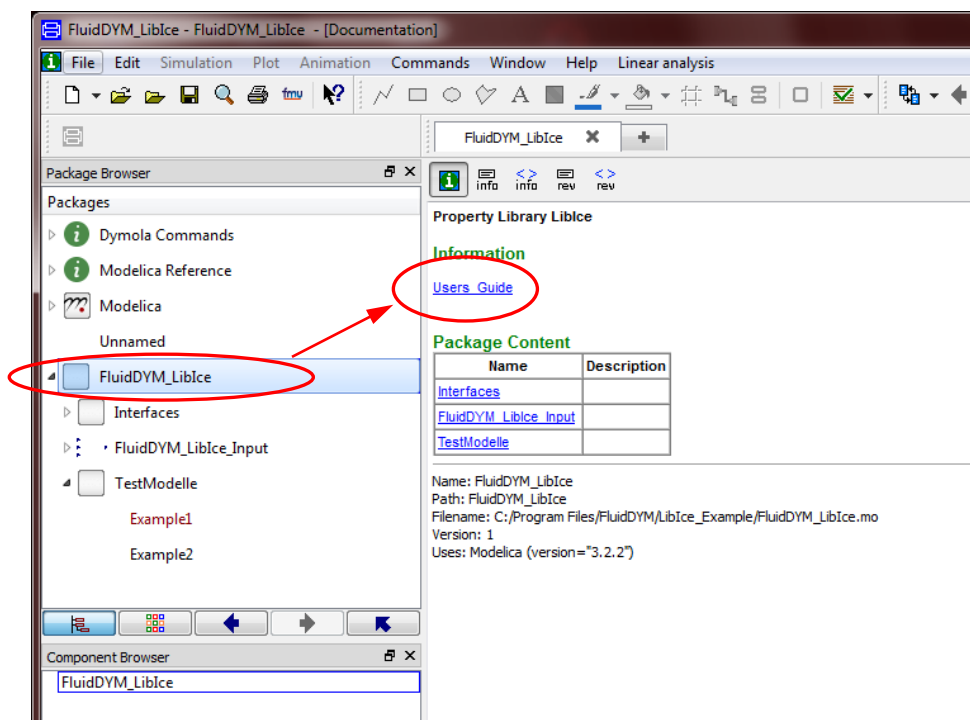 FluidDYM_LibIce - FluidDYM_LibIce - [Documentation]
File Edit Simulation Plot Animation Commands Window Help Linear analysis
fmu
A
FluidDYM_LibIce
Package Browser
info info rev rev
Packages
Property Library LibIce
Dymola Commands
Information
Modelica Reference
Users_Guide
Modelica
Unnamed
Package Content
Name Description
FluidDYM_LibIce
Interfaces
Interfaces
FluidDYM_LibIce_Input
FluidDYM_LibIce_Input
TestModelle
TestModelle
Name: FluidDYM_LibIce
Path: FluidDYM_LibIce
Example1
Filename: C:/Program Files/FluidDYM/LibIce_Example/FluidDYM_LibIce.mo
Version: 1
Example2
Uses: Modelica (version="3.2.2")
Component Browser
FluidDYM_LibIce